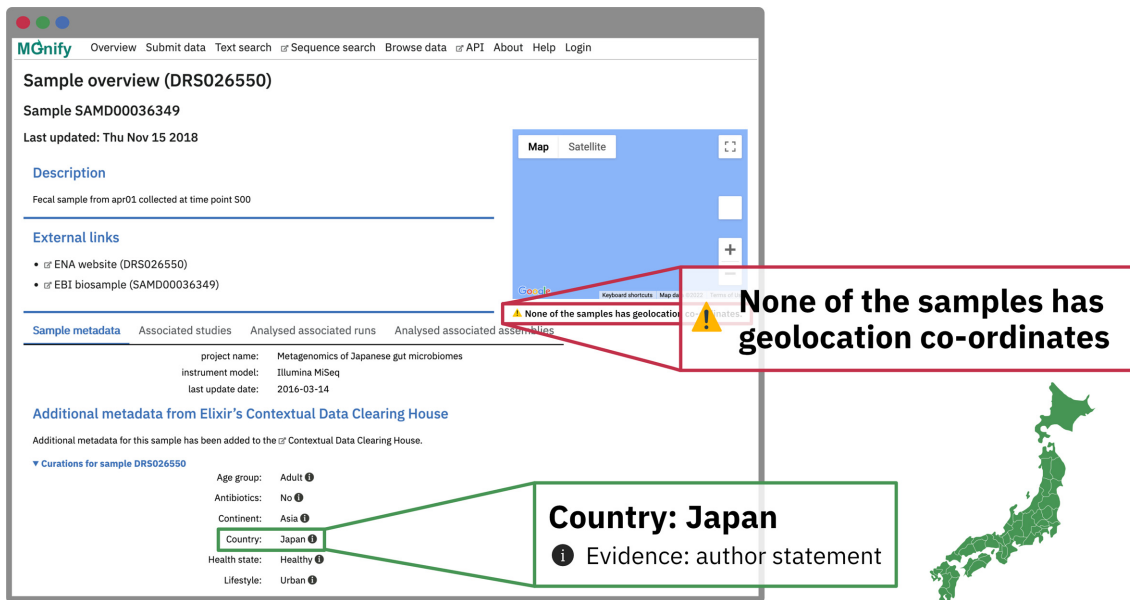 MGnify Overview Submit data Text search Sequence search Browse data API About Help Login
Sample overview (DRS026550)
Sample SAMD00036349
Last updated: Thu Nov 15 2018
Map Satellite
Description
Fecal sample from apr01 collected at time point S00
External links
• ENA website (DRS026550)
• EBI biosample (SAMD00036349)
Google
Keyboard shortcuts Map data ©2022 Terms of Use
None of the samples has geolocation co-ordinates.
None of the samples has
geolocation co-ordinates
Sample metadata Associated studies Analysed associated runs Analysed associated assemblies
project name: Metagenomics of Japanese gut microbiomes
instrument model: Illumina MiSeq
last update date: 2016-03-14
Additional metadata from Elixir's Contextual Data Clearing House
Additional metadata for this sample has been added to the Contextual Data Clearing House.
▾ Curations for sample DRS026550
Age group: Adult
Antibiotics: No
Continent: Asia
Country: Japan
Health state: Healthy
Lifestyle: Urban
Country: Japan
Evidence: author statement